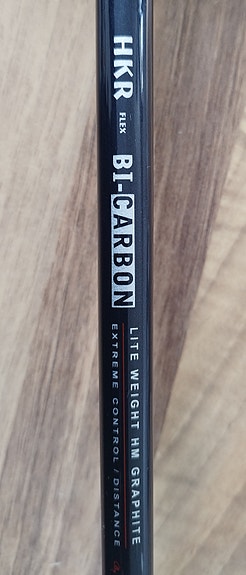 HKR FLEX BI-CARBON
LITE WEIGHT HM GRAPHITE
EXTREME CONTROL / DISTANCE